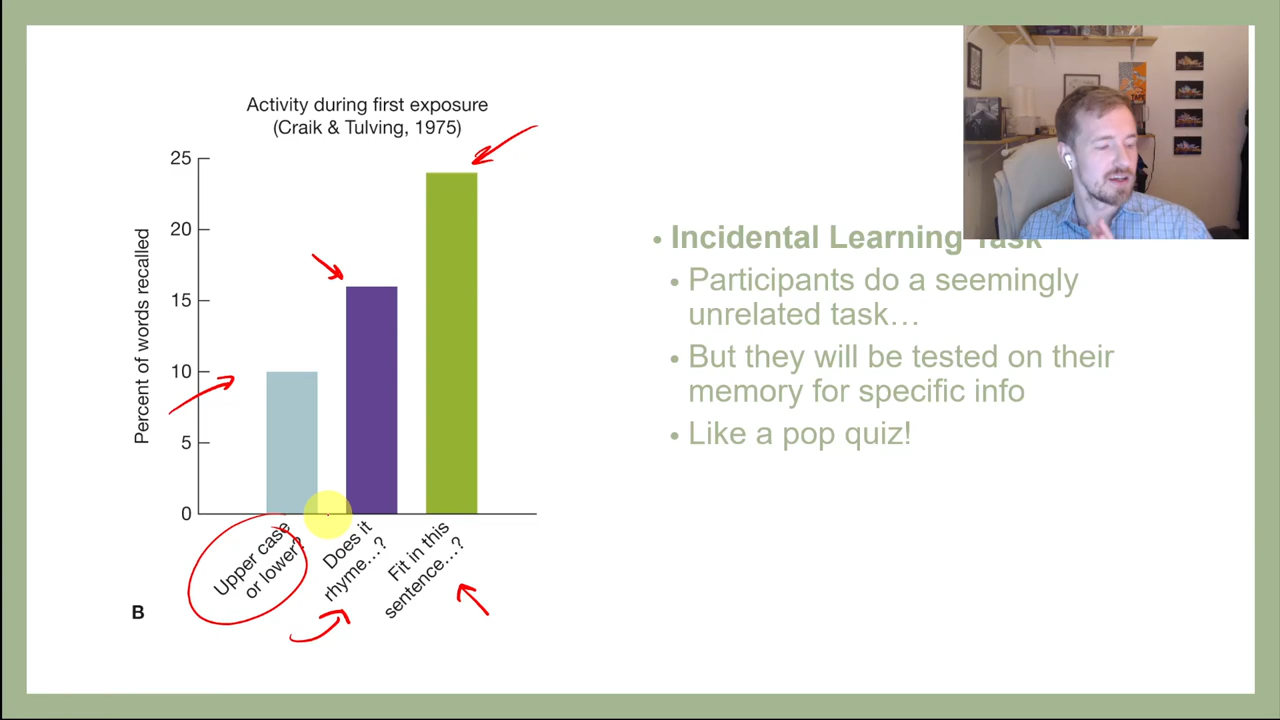 Activity during first exposure
(Craik & Tulving, 1975)
Percent of words recalled
25
20
15
10
5
0
Upper case
or lower?
Does it
rhyme…?
Fit in this
sentence…?
B
• Incidental Learning Task
• Participants do a seemingly
unrelated task…
• But they will be tested on their
memory for specific info
• Like a pop quiz!